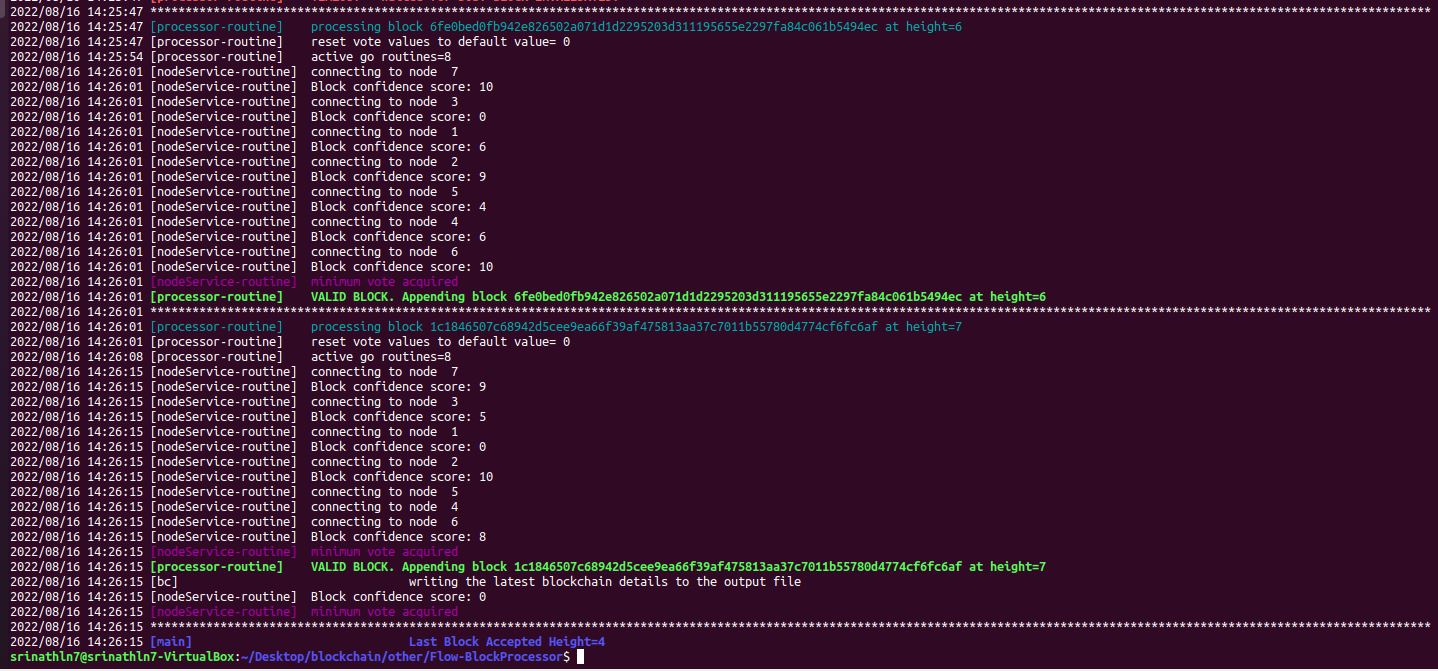 2022/08/16 14:25:47 ****************************************************************************************************************************************************************
2022/08/16 14:25:47 [processor-routine] processing block 6fe0bed0fb942e826502a071d1d2295203d311195655e2297fa84c061b5494ec at height=6
2022/08/16 14:25:47 [processor-routine] reset vote values to default value= 0
2022/08/16 14:25:54 [processor-routine] active go routines=8
2022/08/16 14:26:01 [nodeService-routine] connecting to node 7
2022/08/16 14:26:01 [nodeService-routine] Block confidence score: 10
2022/08/16 14:26:01 [nodeService-routine] connecting to node 3
2022/08/16 14:26:01 [nodeService-routine] Block confidence score: 0
2022/08/16 14:26:01 [nodeService-routine] connecting to node 1
2022/08/16 14:26:01 [nodeService-routine] Block confidence score: 6
2022/08/16 14:26:01 [nodeService-routine] connecting to node 2
2022/08/16 14:26:01 [nodeService-routine] Block confidence score: 9
2022/08/16 14:26:01 [nodeService-routine] connecting to node 5
2022/08/16 14:26:01 [nodeService-routine] Block confidence score: 4
2022/08/16 14:26:01 [nodeService-routine] connecting to node 4
2022/08/16 14:26:01 [nodeService-routine] Block confidence score: 6
2022/08/16 14:26:01 [nodeService-routine] connecting to node 6
2022/08/16 14:26:01 [nodeService-routine] Block confidence score: 10
2022/08/16 14:26:01 [nodeService-routine] minimum vote acquired
2022/08/16 14:26:01 [processor-routine] VALID BLOCK. Appending block 6fe0bed0fb942e826502a071d1d2295203d311195655e2297fa84c061b5494ec at height=6
2022/08/16 14:26:01 ****************************************************************************************************************************************************************
2022/08/16 14:26:01 [processor-routine] processing block 1c1846507c68942d5cee9ea66f39af475813aa37c7011b55780d4774cf6fc6af at height=7
2022/08/16 14:26:01 [processor-routine] reset vote values to default value= 0
2022/08/16 14:26:08 [processor-routine] active go routines=8
2022/08/16 14:26:15 [nodeService-routine] connecting to node 7
2022/08/16 14:26:15 [nodeService-routine] Block confidence score: 9
2022/08/16 14:26:15 [nodeService-routine] connecting to node 3
2022/08/16 14:26:15 [nodeService-routine] Block confidence score: 5
2022/08/16 14:26:15 [nodeService-routine] connecting to node 1
2022/08/16 14:26:15 [nodeService-routine] Block confidence score: 0
2022/08/16 14:26:15 [nodeService-routine] connecting to node 2
2022/08/16 14:26:15 [nodeService-routine] Block confidence score: 10
2022/08/16 14:26:15 [nodeService-routine] connecting to node 5
2022/08/16 14:26:15 [nodeService-routine] connecting to node 4
2022/08/16 14:26:15 [nodeService-routine] connecting to node 6
2022/08/16 14:26:15 [nodeService-routine] Block confidence score: 8
2022/08/16 14:26:15 [nodeService-routine] minimum vote acquired
2022/08/16 14:26:15 [processor-routine] VALID BLOCK. Appending block 1c1846507c68942d5cee9ea66f39af475813aa37c7011b55780d4774cf6fc6af at height=7
2022/08/16 14:26:15 [bc] writing the latest blockchain details to the output file
2022/08/16 14:26:15 [nodeService-routine] Block confidence score: 0
2022/08/16 14:26:15 [nodeService-routine] minimum vote acquired
2022/08/16 14:26:15 ****************************************************************************************************************************************************************
2022/08/16 14:26:15 [main] Last Block Accepted Height=4
srinathln7@srinathln7-VirtualBox:~/Desktop/blockchain/other/Flow-BlockProcessor$